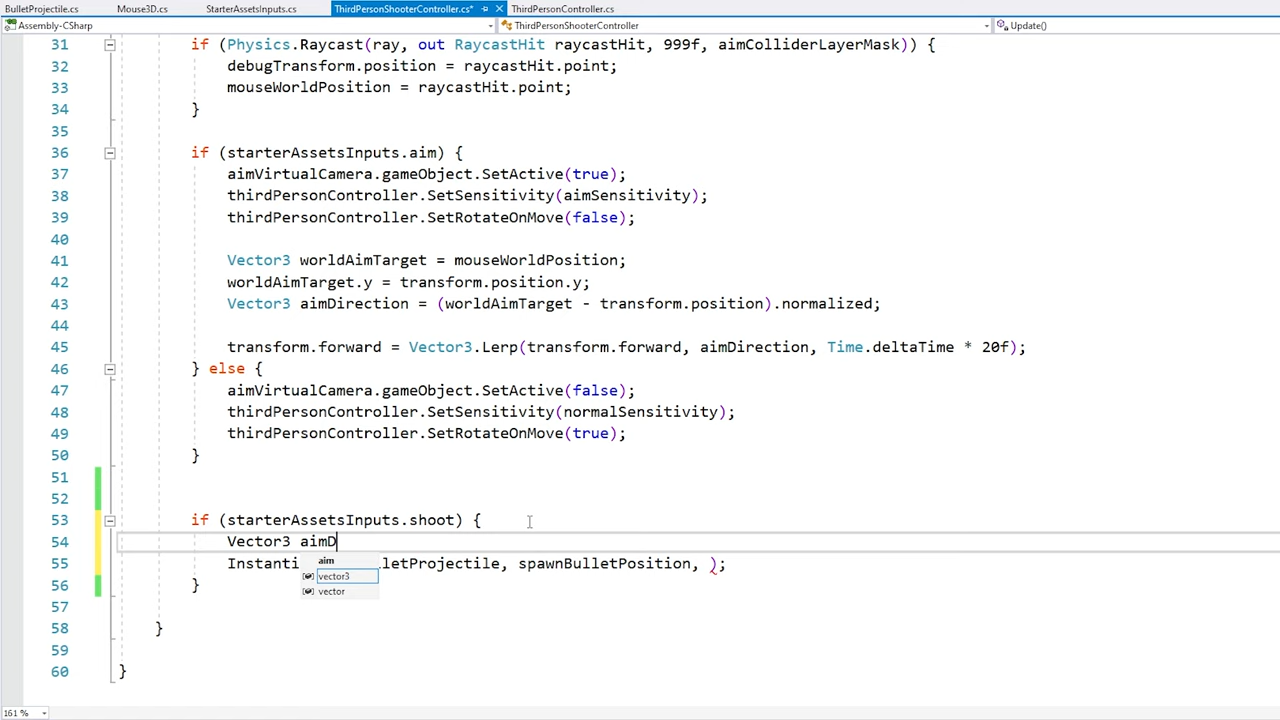 BulletProjectile.cs Mouse3D.cs StarterAssetsInputs.cs ThirdPersonShooterController.cs* ThirdPersonController.cs
Assembly-CSharp ThirdPersonShooterController Update()
31 if (Physics.Raycast(ray, out RaycastHit raycastHit, 999f, aimColliderLayerMask)) {
32 debugTransform.position = raycastHit.point;
33 mouseWorldPosition = raycastHit.point;
34 }
35
36 if (starterAssetsInputs.aim) {
37 aimVirtualCamera.gameObject.SetActive(true);
38 thirdPersonController.SetSensitivity(aimSensitivity);
39 thirdPersonController.SetRotateOnMove(false);
40
41 Vector3 worldAimTarget = mouseWorldPosition;
42 worldAimTarget.y = transform.position.y;
43 Vector3 aimDirection = (worldAimTarget - transform.position).normalized;
44
45 transform.forward = Vector3.Lerp(transform.forward, aimDirection, Time.deltaTime * 20f);
46 } else {
47 aimVirtualCamera.gameObject.SetActive(false);
48 thirdPersonController.SetSensitivity(normalSensitivity);
49 thirdPersonController.SetRotateOnMove(true);
50 }
51
52
53 if (starterAssetsInputs.shoot) {
54 Vector3 aimD
55 Instanti letProjectile, spawnBulletPosition, );
aim
vector3
vector
56 }
57
58 }
59
60 }
161 %